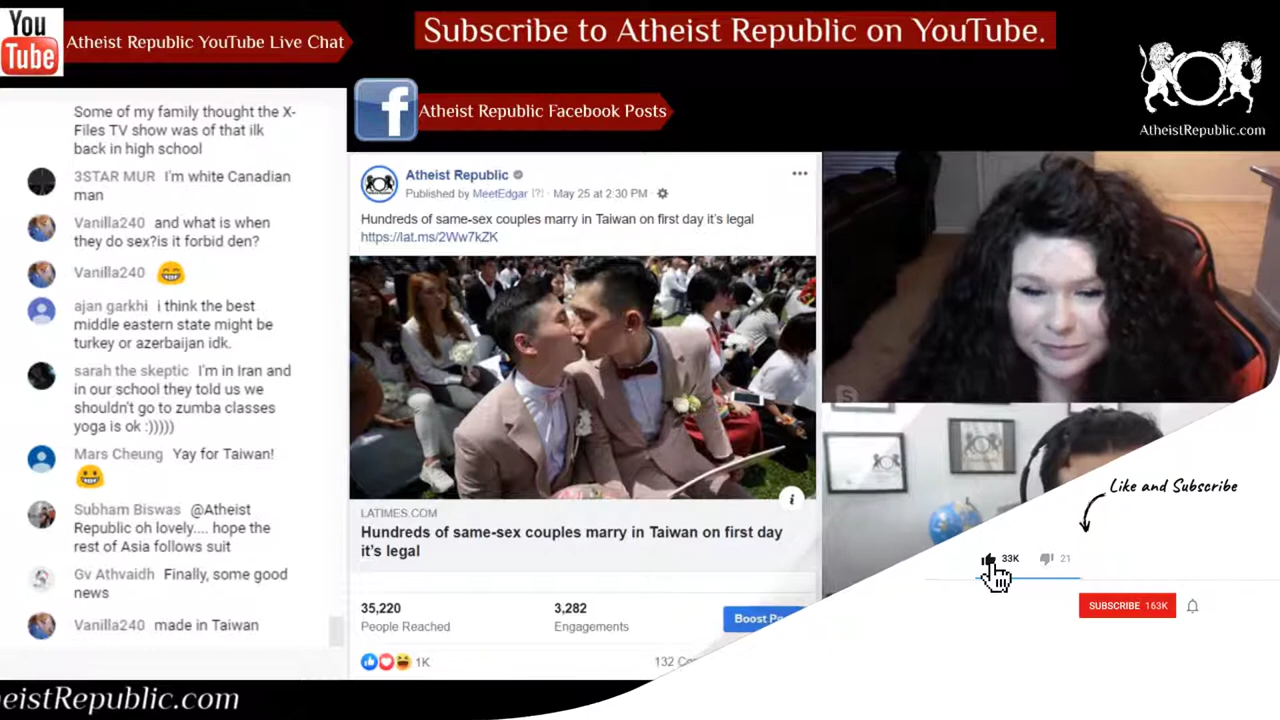 You
Tube
Atheist Republic YouTube Live Chat
Subscribe to Atheist Republic on YouTube.
AtheistRepublic.com
Atheist Republic Facebook Posts
Some of my family thought the X-
Files TV show was of that ilk
back in high school
3STAR MUR I'm white Canadian
man
Vanilla240 and what is when
they do sex?is it forbid den?
Vanilla240
ajan garkhi i think the best
middle eastern state might be
turkey or azerbaijan idk.
sarah the skeptic I'm in Iran and
in our school they told us we
shouldn't go to zumba classes
yoga is ok :)))))
Mars Cheung Yay for Taiwan!
Subham Biswas @Atheist
Republic oh lovely.... hope the
rest of Asia follows suit
Gv Athvaidh Finally, some good
news
Vanilla240 made in Taiwan
Atheist Republic
Published by MeetEdgar [?] · May 25 at 2:30 PM ·
Hundreds of same-sex couples marry in Taiwan on first day it's legal
https://lat.ms/2Ww7kZK
LATIMES.COM
Hundreds of same-sex couples marry in Taiwan on first day
it's legal
35,220
People Reached
3,282
Engagements
Boost
1K
132
Like and Subscribe
33K
21
SUBSCRIBE 163K
heistRepublic.com